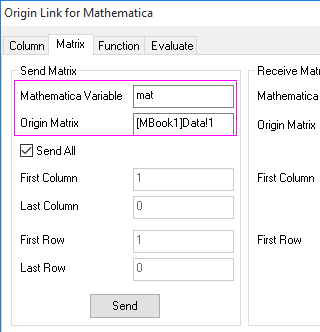 Origin Link for Mathematica
Column Matrix Function Evaluate
Send Matrix
Mathematica Variable mat
Origin Matrix [MBook1]Data!1
Send All
First Column 1
Last Column 0
First Row 1
Last Row 0
Send
Receive Matrix
Mathematica
Origin Matrix
First Column
First Row